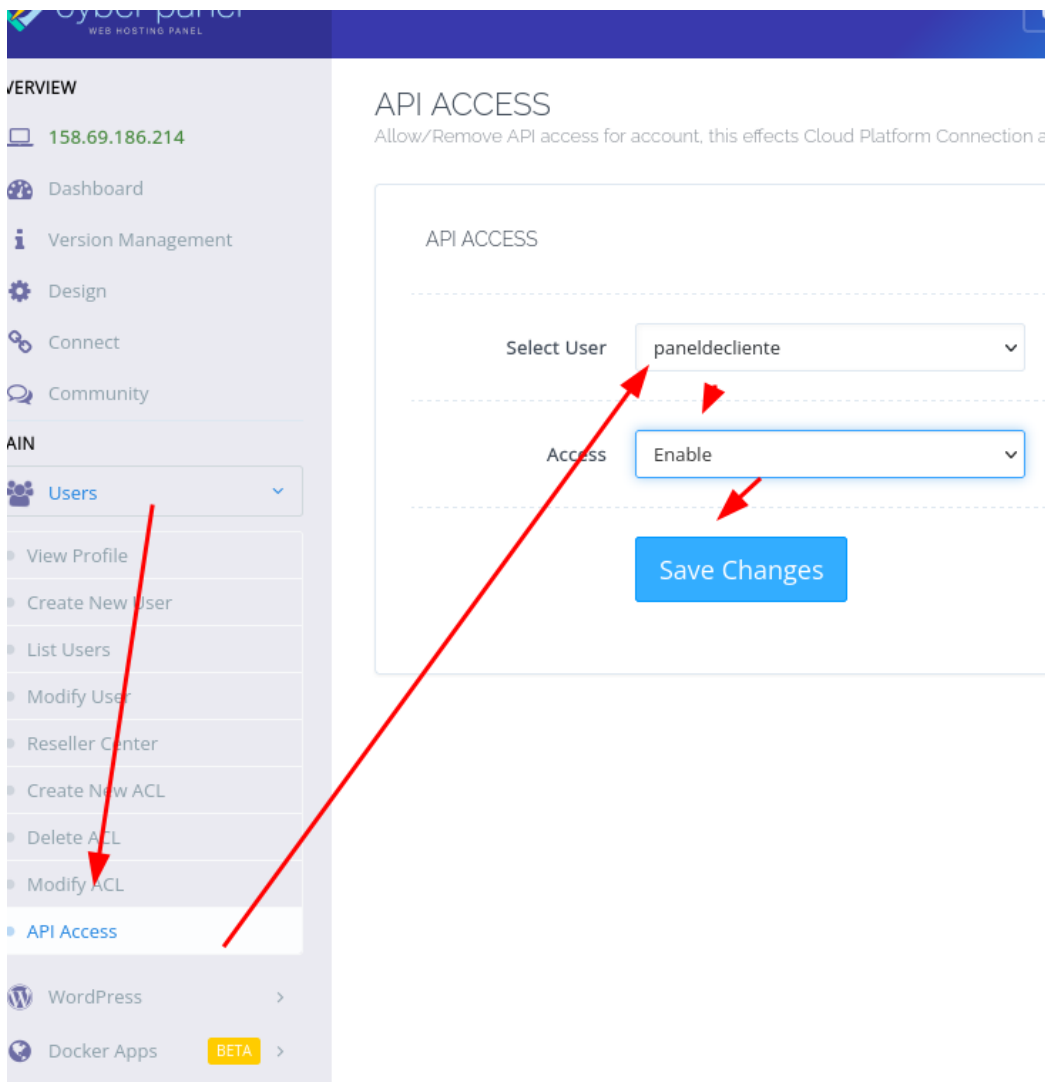 cyber panel
WEB HOSTING PANEL
VERVIEW
158.69.186.214
Dashboard
Version Management
Design
Connect
Community
AIN
Users
View Profile
Create New User
List Users
Modify User
Reseller Center
Create New ACL
Delete ACL
Modify ACL
API Access
WordPress
Docker Apps BETA
API ACCESS
Allow/Remove API access for account, this effects Cloud Platform Connection a
API ACCESS
Select User paneldecliente
Access Enable
Save Changes